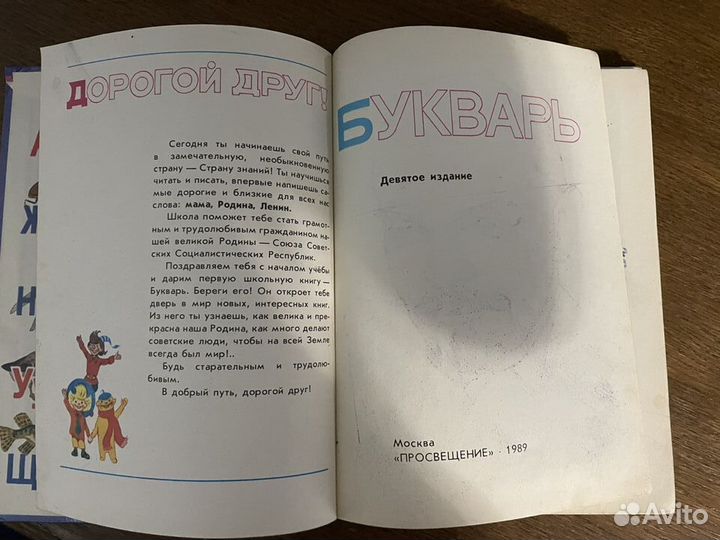 ДОРОГОЙ ДРУГ!
Сегодня ты начинаешь свой путь
в замечательную, необыкновенную
страну — Страну знаний! Ты научишься
читать и писать, впервые напишешь са-
мые дорогие и близкие для всех нас
слова: мама, Родина, Ленин.
Школа поможет тебе стать грамот-
ным и трудолюбивым гражданином на-
шей великой Родины — Союза Совет-
ских Социалистических Республик.
Поздравляем тебя с началом учёбы
и дарим первую школьную книгу —
Букварь. Береги его! Он откроет тебе
дверь в мир новых, интересных книг.
Из него ты узнаешь, как велика и пре-
красна наша Родина, как много делают
советские люди, чтобы на всей Земле
всегда был мир!..
Будь старательным и трудолю-
бивым.
В добрый путь, дорогой друг!
БУКВАРЬ
Девятое издание
Москва
«ПРОСВЕЩЕНИЕ» · 1989
Ж
Н
У
Щ
Avito